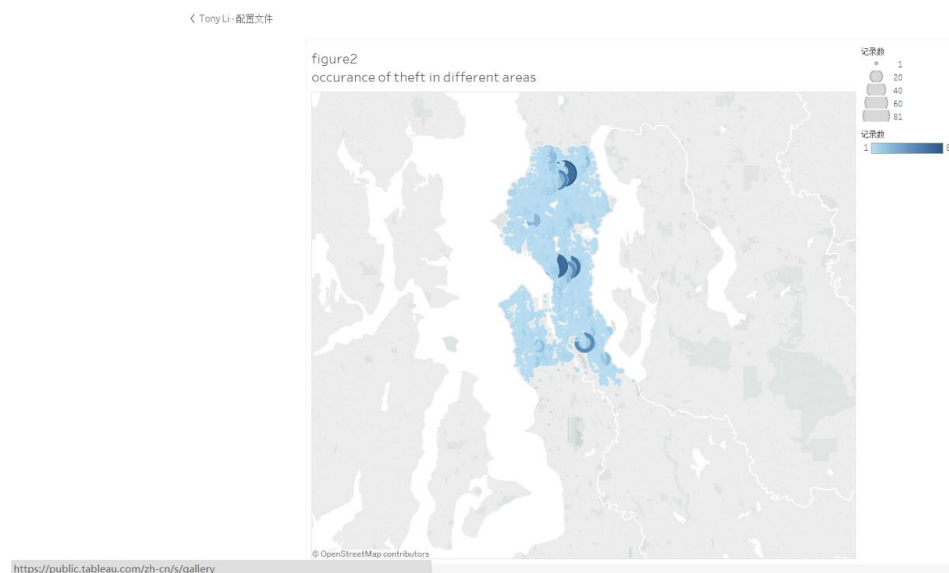 Tony Li - 配置文件
figure2
occurance of theft in different areas
记录数
1
20
40
60
81
记录数
1
8
© OpenStreetMap contributors
https://public.tableau.com/zh-cn/s/gallery